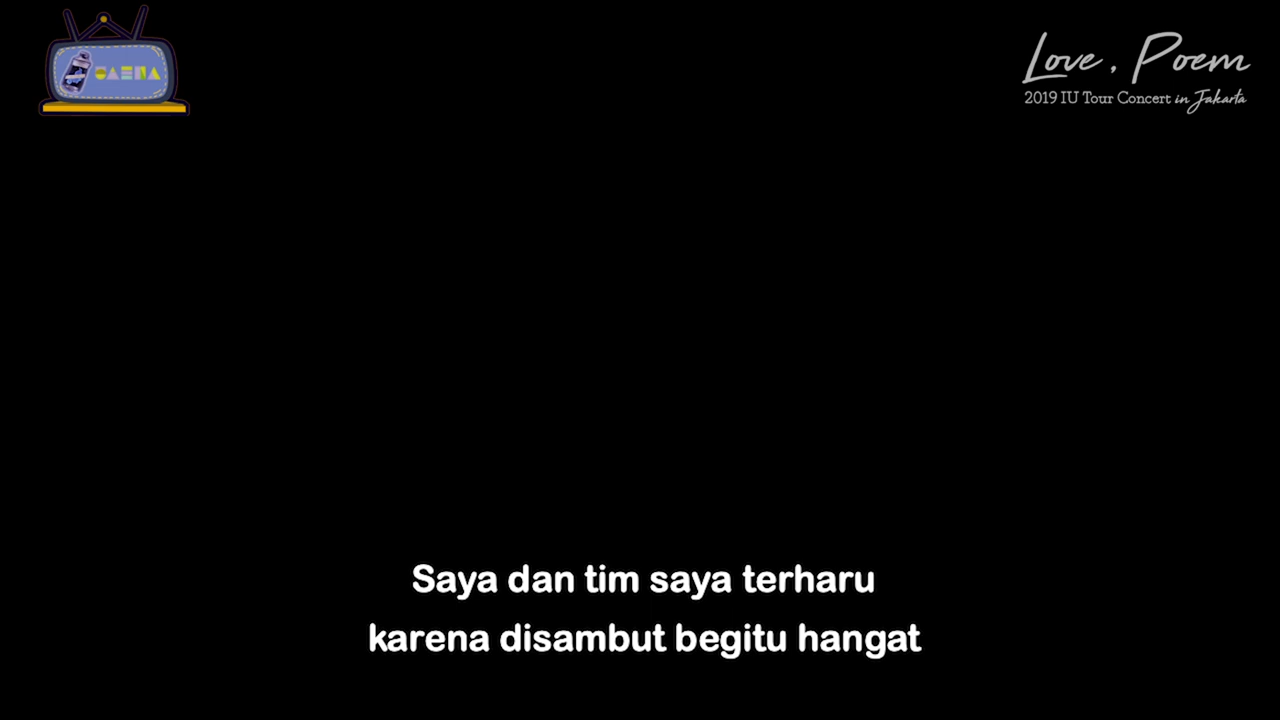 Love, Poem
2019 IU Tour Concert in Jakarta
Saya dan tim saya terharu
karena disambut begitu hangat